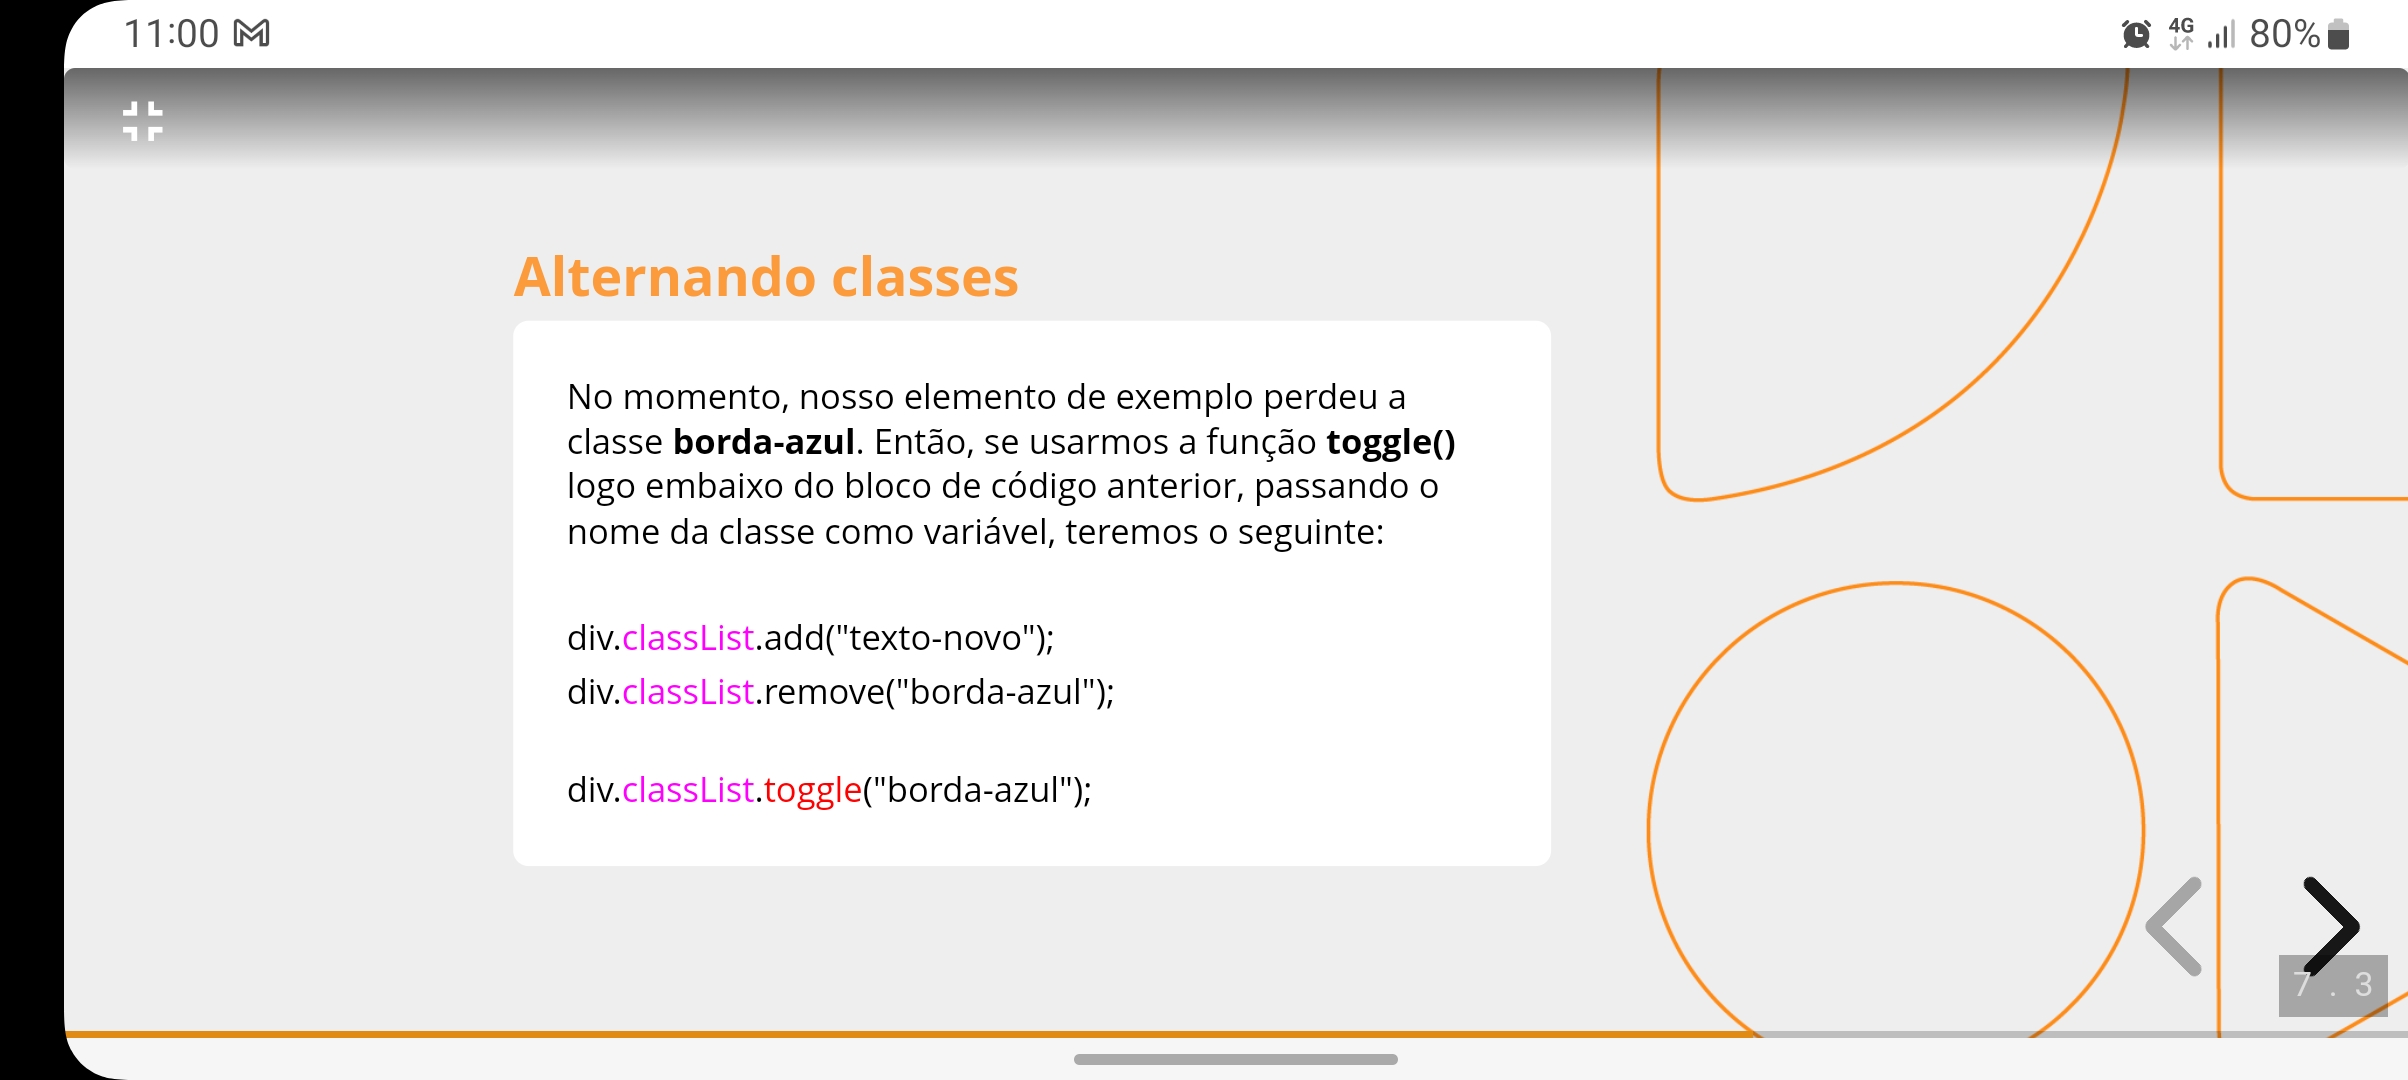 11:00
4G
80%
Alternando classes
No momento, nosso elemento de exemplo perdeu a
classe borda-azul. Então, se usarmos a função toggle()
logo embaixo do bloco de código anterior, passando o
nome da classe como variável, teremos o seguinte:
div.classList.add("texto-novo");
div.classList.remove("borda-azul");
div.classList.toggle("borda-azul");
7 . 3